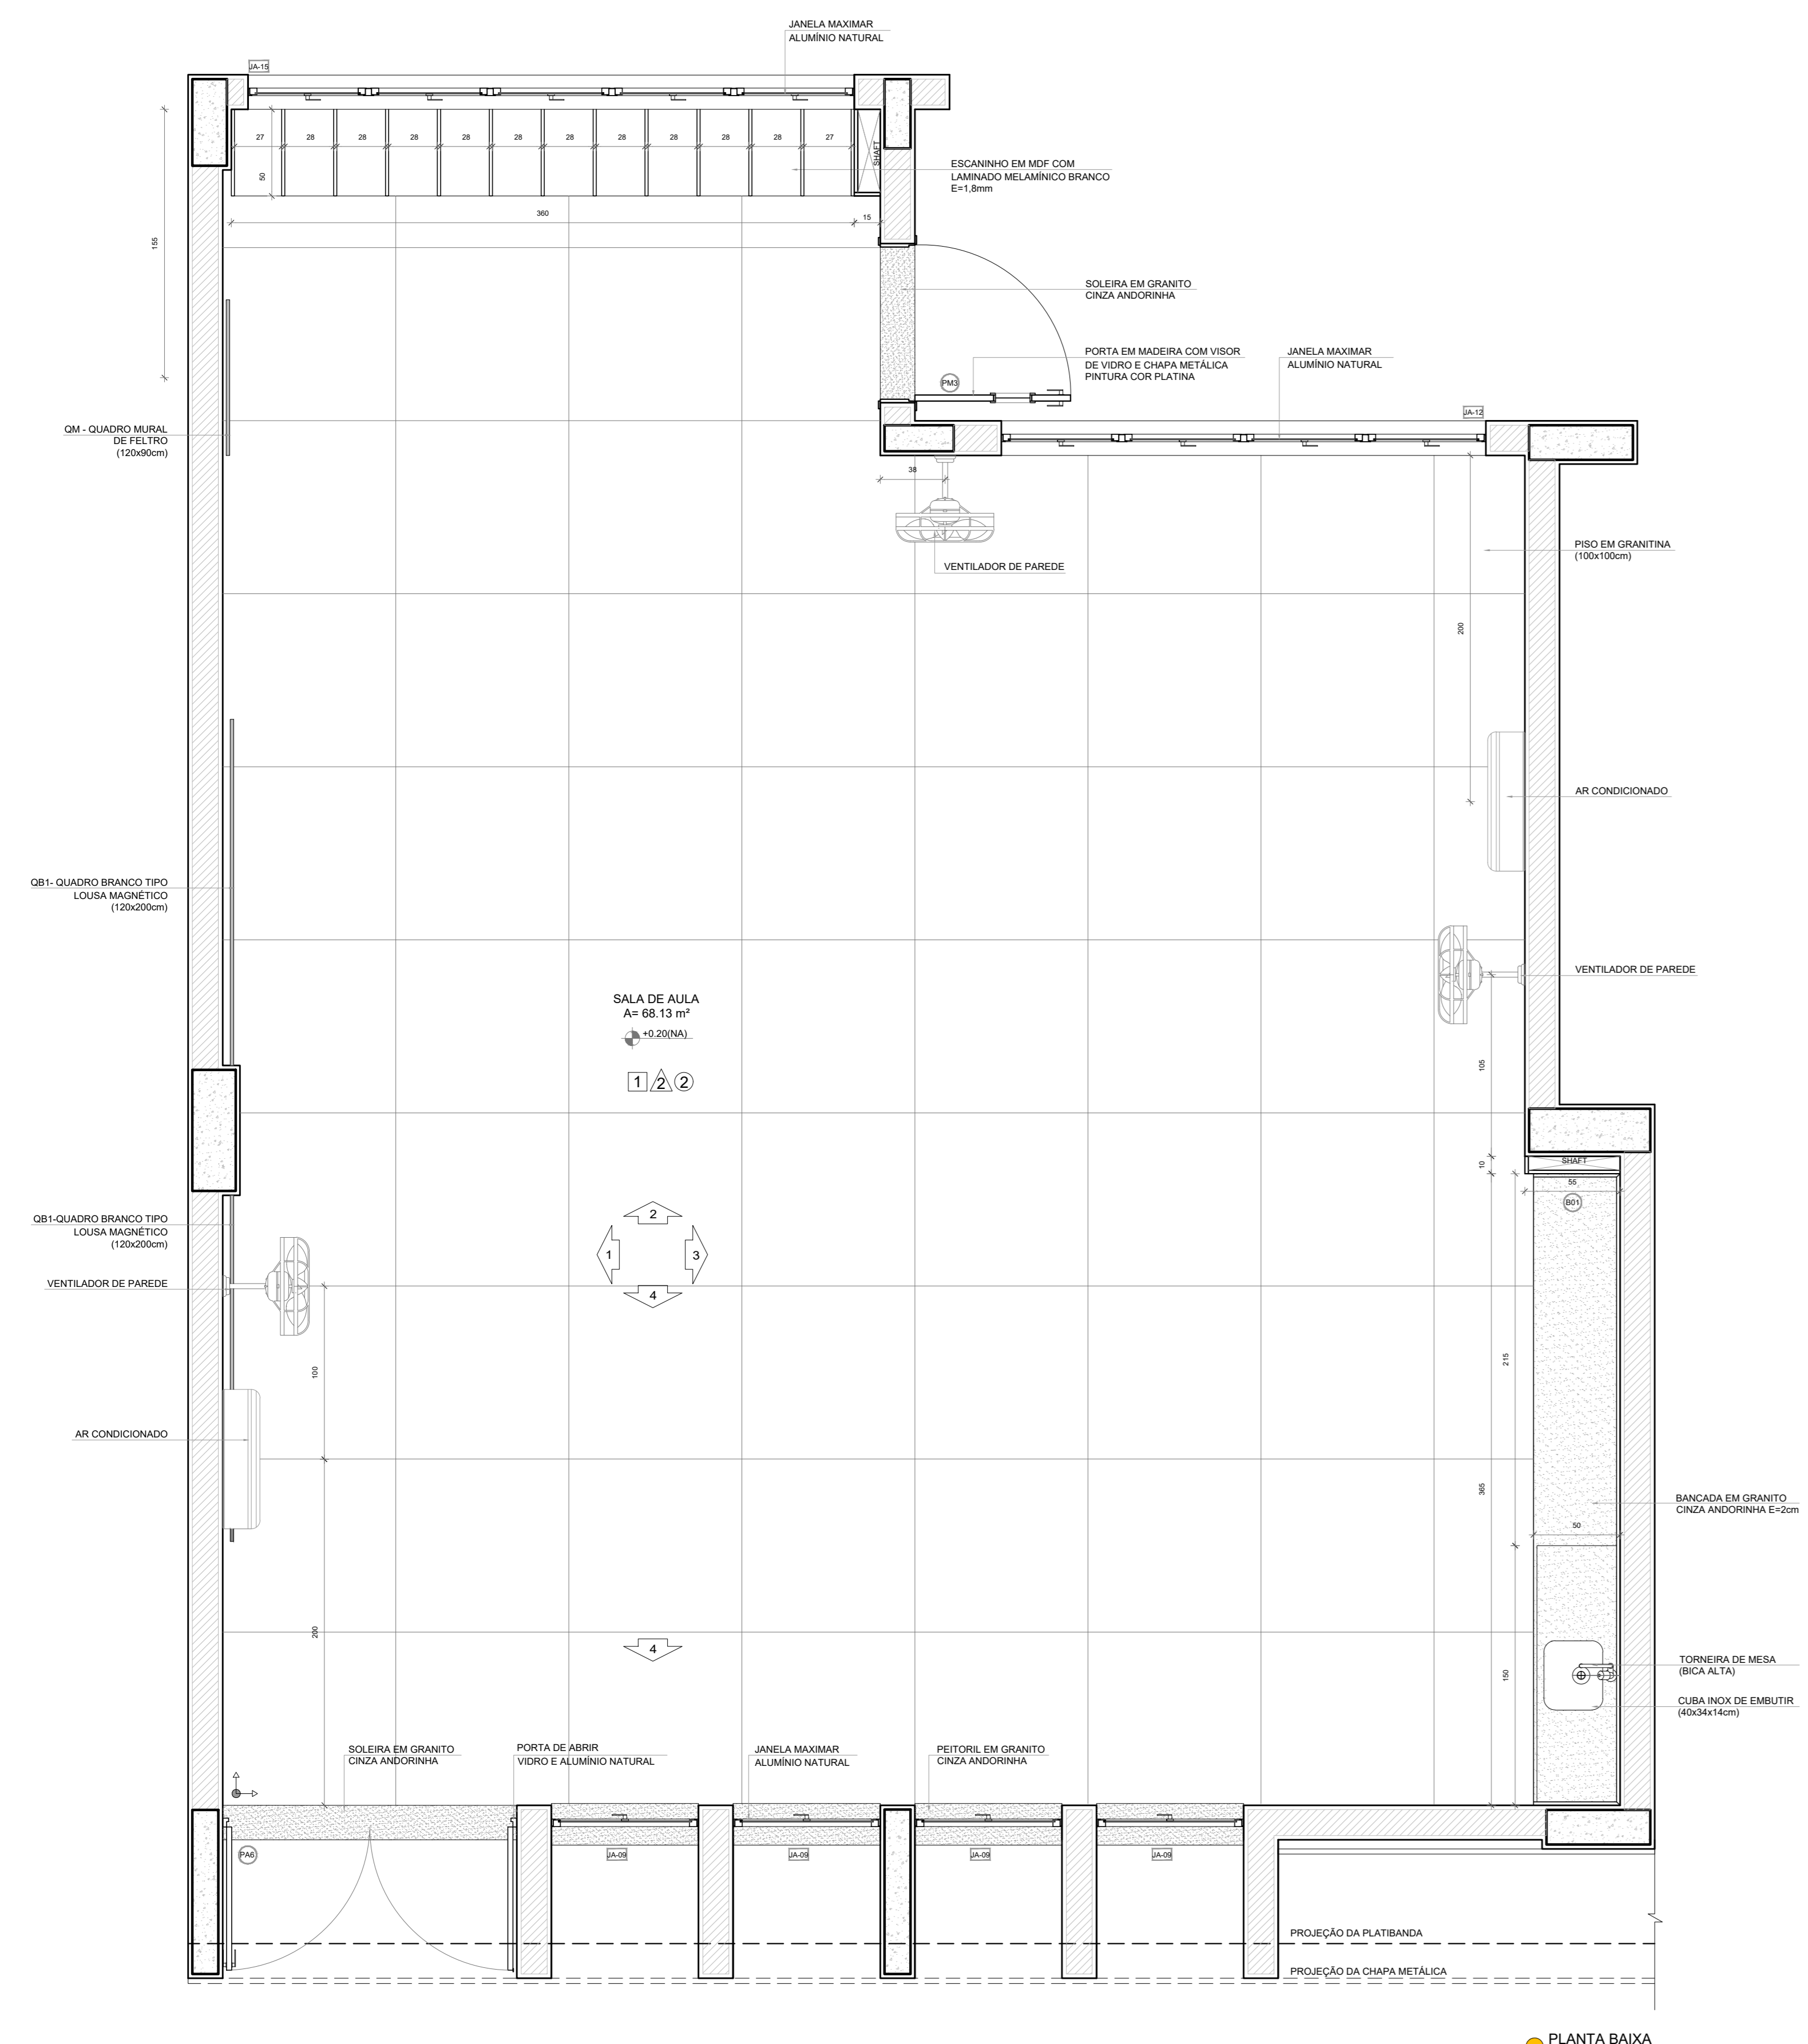 JANELA MAXIMAR
ALUMÍNIO NATURAL
JA-15
27 28 28 28 28 28 28 28 28 28 28 27
50
SHAFT
ESCANINHO EM MDF COM
LAMINADO MELAMÍNICO BRANCO
E=1,8mm
360
15
155
SOLEIRA EM GRANITO
CINZA ANDORINHA
PORTA EM MADEIRA COM VISOR
DE VIDRO E CHAPA METÁLICA
PINTURA COR PLATINA
PM3
JANELA MAXIMAR
ALUMÍNIO NATURAL
JA-12
QM - QUADRO MURAL
DE FELTRO
(120x90cm)
38
VENTILADOR DE PAREDE
PISO EM GRANITINA
(100x100cm)
200
AR CONDICIONADO
QB1- QUADRO BRANCO TIPO
LOUSA MAGNÉTICO
(120x200cm)
VENTILADOR DE PAREDE
SALA DE AULA
A= 68.13 m²
+0.20(NA)
1 2 2
105
10
SHAFT
55
B01
QB1-QUADRO BRANCO TIPO
LOUSA MAGNÉTICO
(120x200cm)
2
1 3
4
VENTILADOR DE PAREDE
100
215
AR CONDICIONADO
365
BANCADA EM GRANITO
CINZA ANDORINHA E=2cm
50
200
4
150
TORNEIRA DE MESA
(BICA ALTA)
CUBA INOX DE EMBUTIR
(40x34x14cm)
SOLEIRA EM GRANITO
CINZA ANDORINHA
PORTA DE ABRIR
VIDRO E ALUMÍNIO NATURAL
JANELA MAXIMAR
ALUMÍNIO NATURAL
PEITORIL EM GRANITO
CINZA ANDORINHA
PA6
JA-09 JA-09 JA-09 JA-09
PROJEÇÃO DA PLATIBANDA
PROJEÇÃO DA CHAPA METÁLICA
PLANTA BAIXA